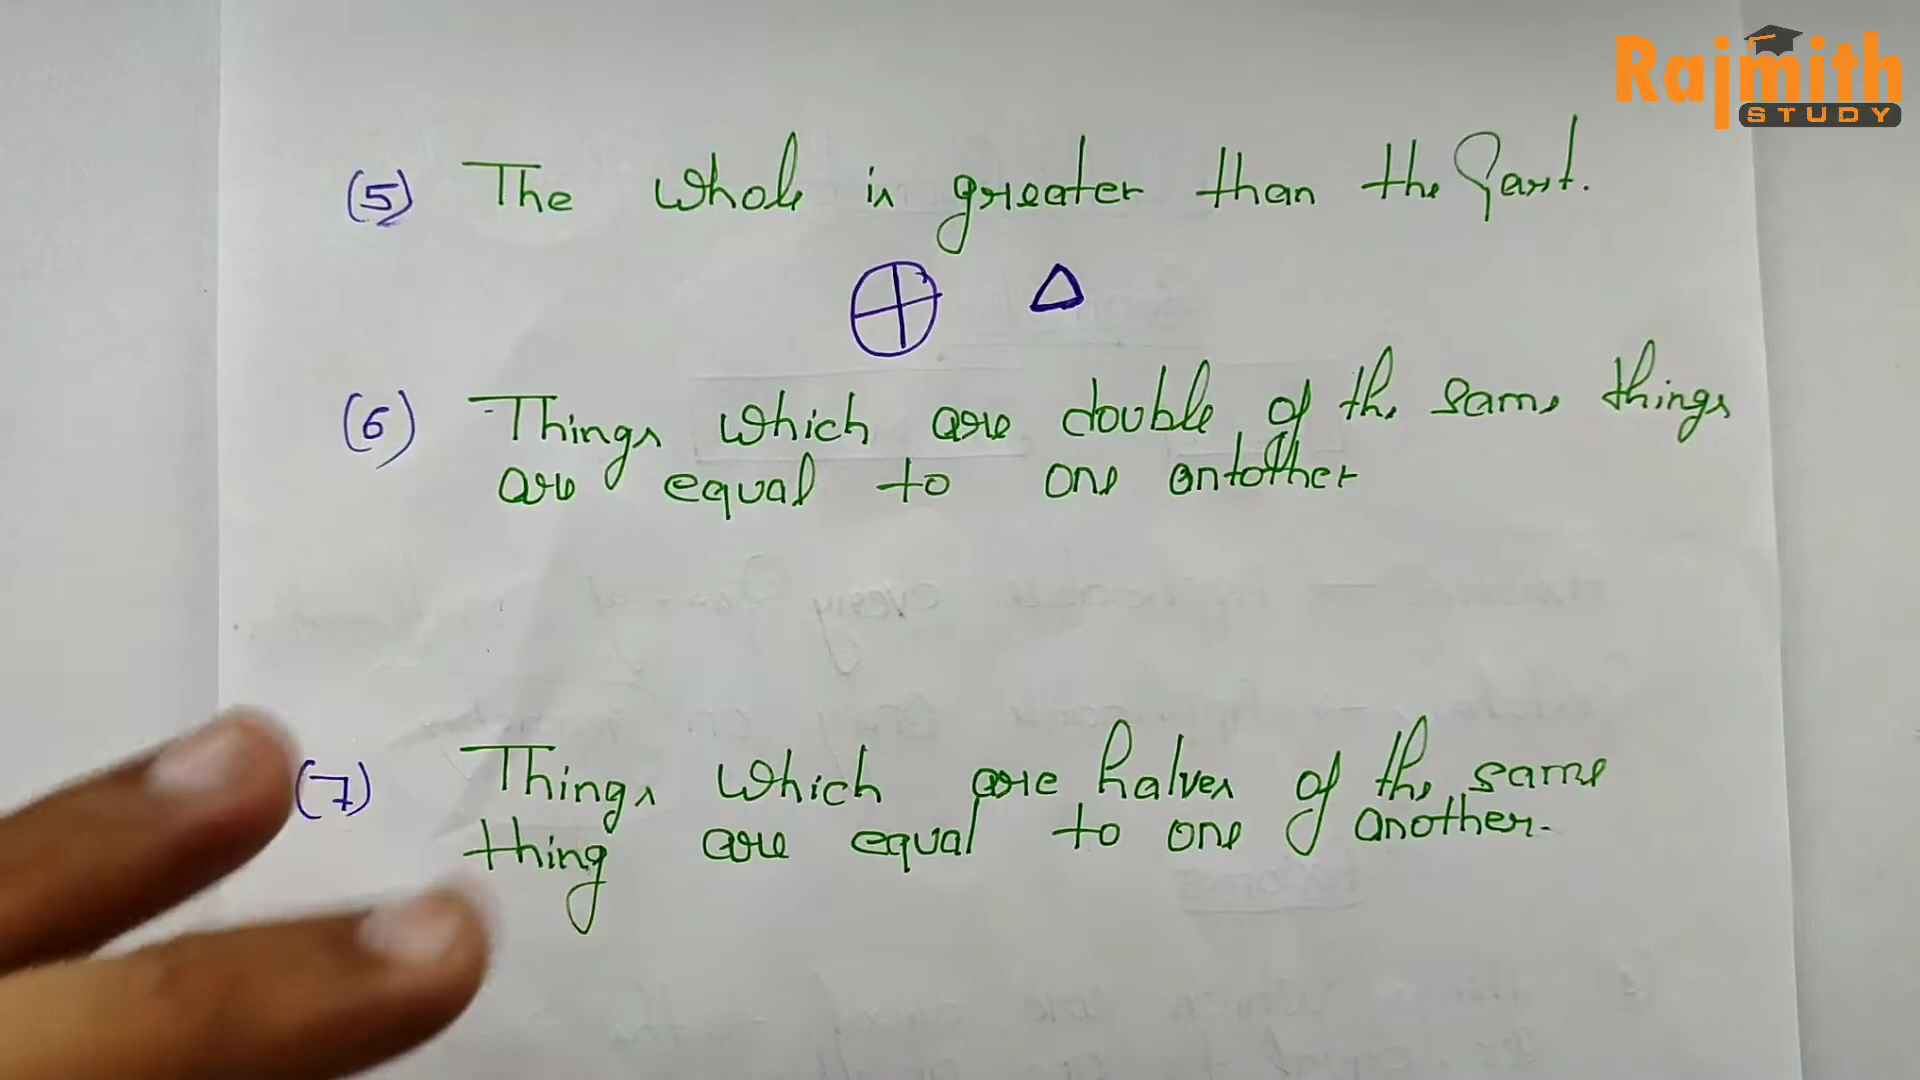 Rajmith
STUDY
(5) The whole is greater than the Part.
(6) Things which are double of the same things
are equal to one antother
(7) Things which are halves of the same
thing are equal to one another.